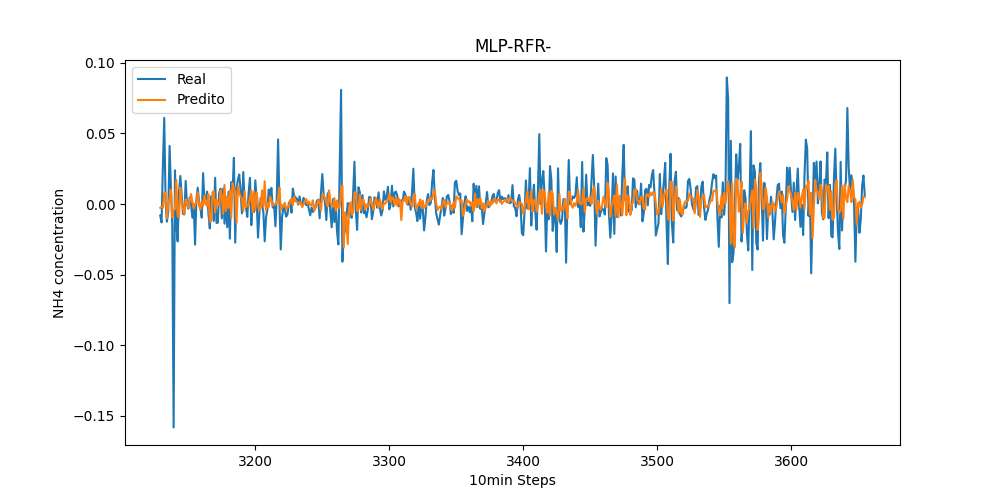 MLP-RFR-
Real
Predito
NH4 concentration
0.10
0.05
0.00
−0.05
−0.10
−0.15
3200 3300 3400 3500 3600
10min Steps